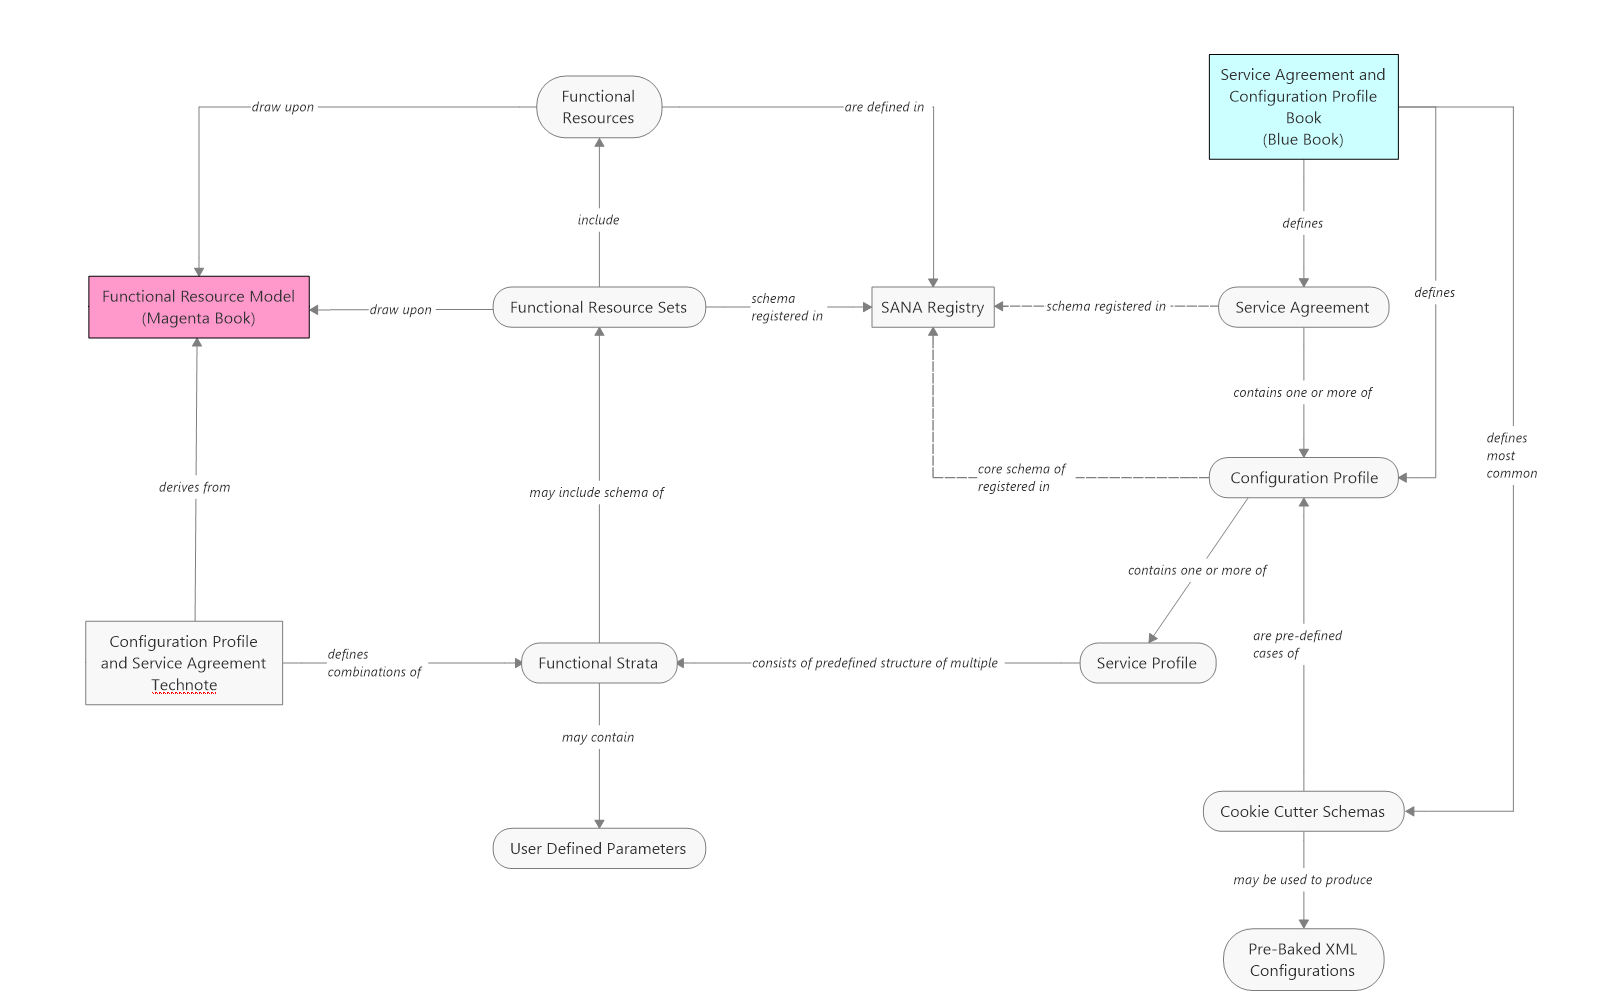 Service Agreement and
Configuration Profile
Book
(Blue Book)
Functional
Resources
draw upon
are defined in
include
defines
defines
Functional Resource Model
(Magenta Book)
draw upon
Functional Resource Sets
schema
registered in
SANA Registry
schema registered in
Service Agreement
contains one or more of
defines
most
common
core schema of
registered in
Configuration Profile
derives from
may include schema of
contains one or more of
are pre-defined
cases of
Configuration Profile
and Service Agreement
Technote
defines
combinations of
Functional Strata
consists of predefined structure of multiple
Service Profile
may contain
Cookie Cutter Schemas
User Defined Parameters
may be used to produce
Pre-Baked XML
Configurations